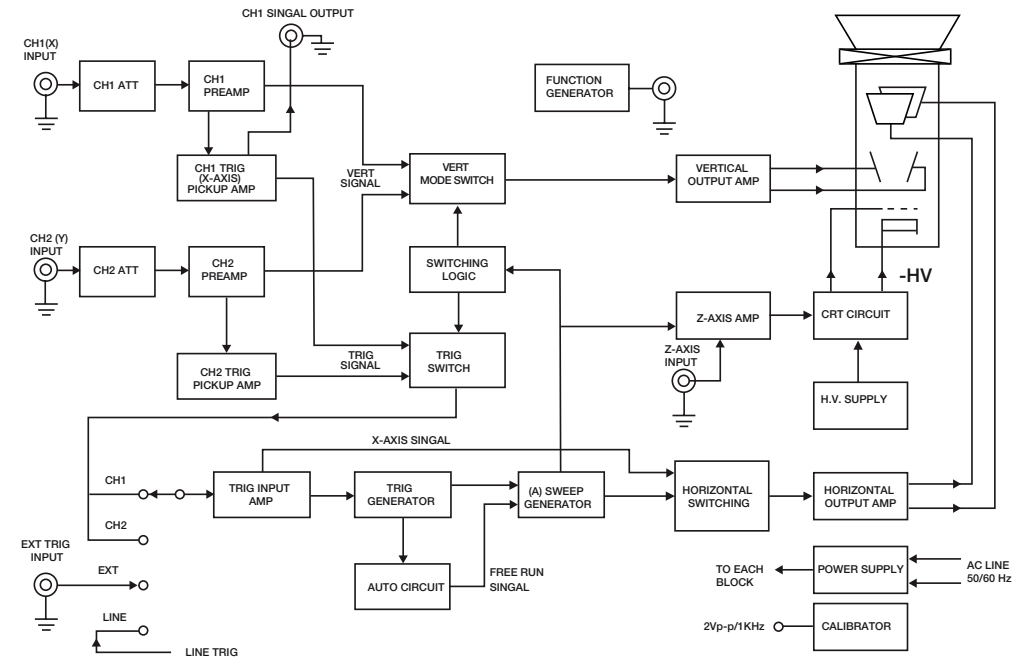 CH1 SINGAL OUTPUT
CH1(X)
INPUT
CH1 ATT
CH1
PREAMP
FUNCTION
GENERATOR
CH1 TRIG
(X-AXIS)
PICKUP AMP
VERT
SIGNAL
VERT
MODE SWITCH
VERTICAL
OUTPUT AMP
CH2 (Y)
INPUT
CH2 ATT
CH2
PREAMP
SWITCHING
LOGIC
-HV
Z-AXIS AMP
CRT CIRCUIT
CH2 TRIG
PICKUP AMP
TRIG
SIGNAL
TRIG
SWITCH
Z-AXIS
INPUT
H.V. SUPPLY
X-AXIS SINGAL
CH1
TRIG INPUT
AMP
TRIG
GENERATOR
(A) SWEEP
GENERATOR
HORIZONTAL
SWITCHING
HORIZONTAL
OUTPUT AMP
CH2
EXT TRIG
INPUT
EXT
AUTO CIRCUIT
FREE RUN
SINGAL
TO EACH
BLOCK
POWER SUPPLY
AC LINE
50/60 Hz
LINE
LINE TRIG
2Vp-p/1KHz
CALIBRATOR